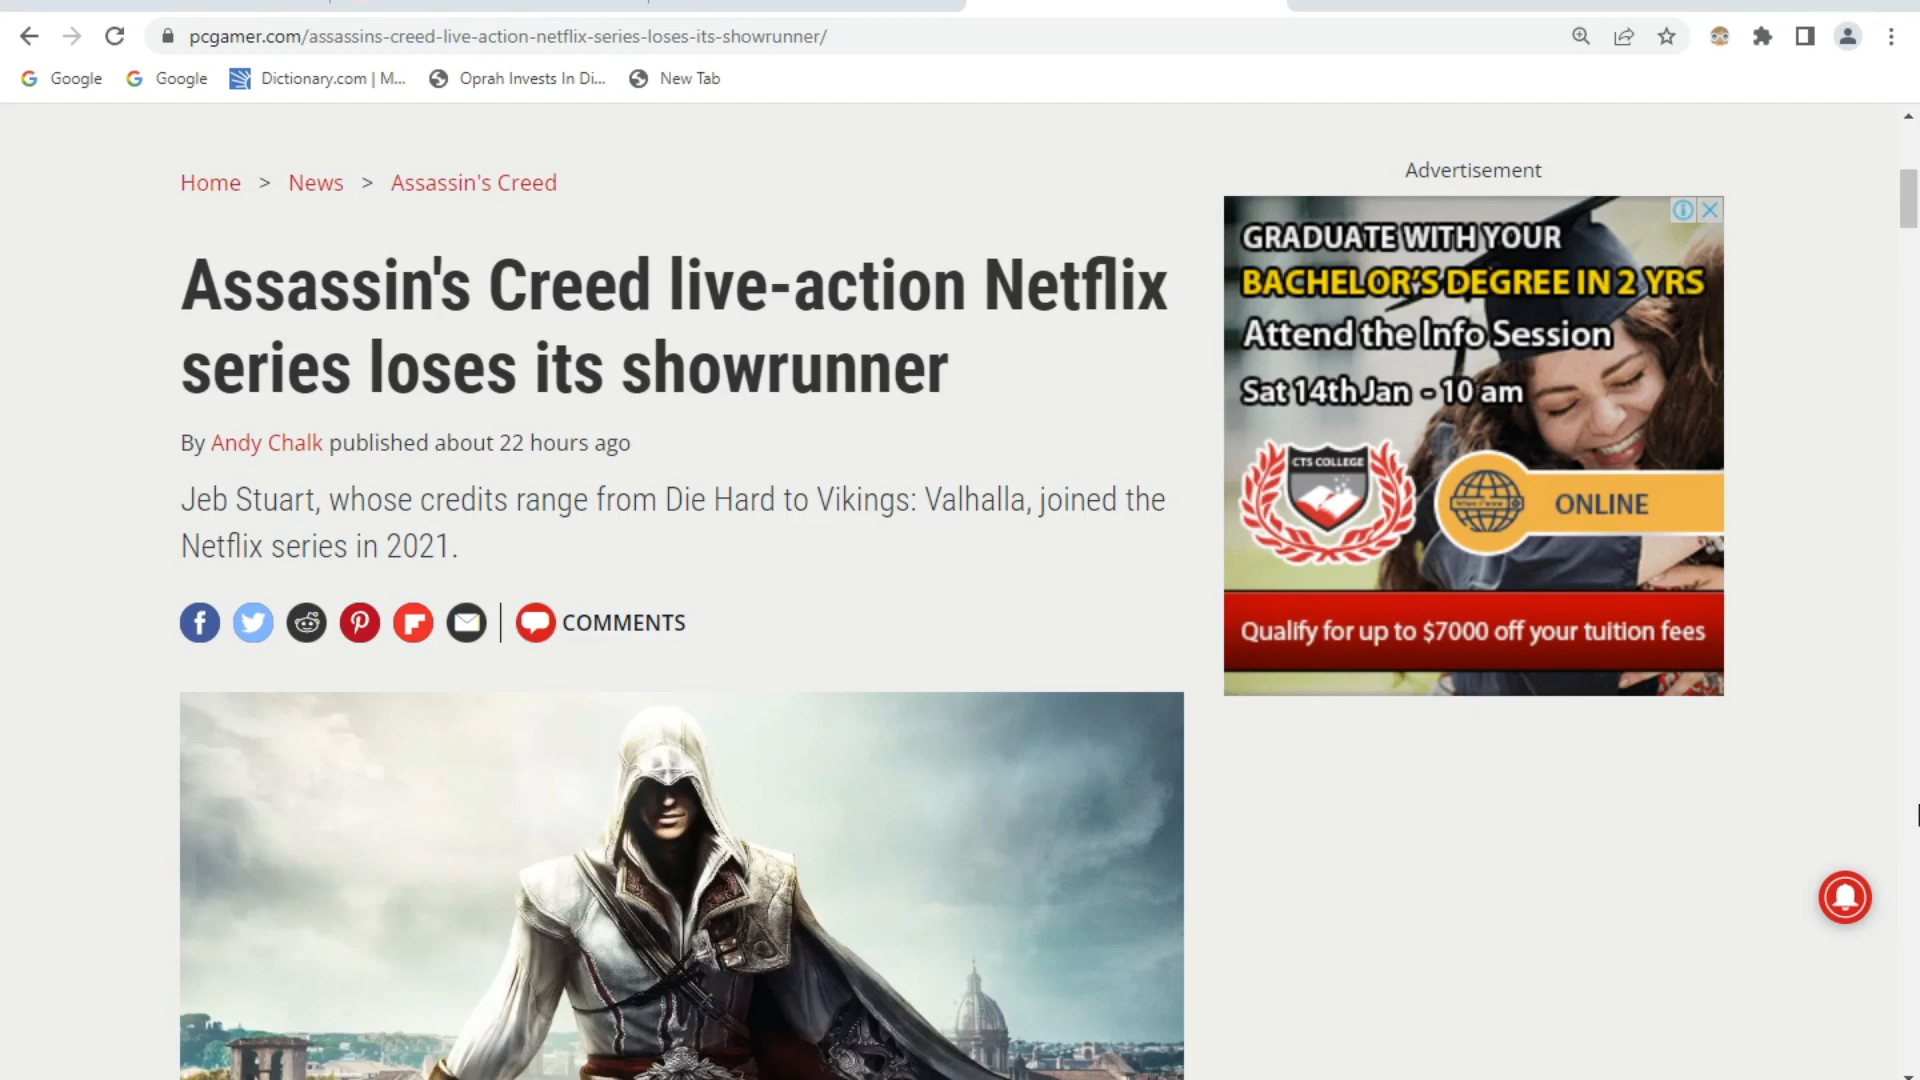 pcgamer.com/assassins-creed-live-action-netflix-series-loses-its-showrunner/
Google Google Dictionary.com | M... Oprah Invests In Di... New Tab
Home > News > Assassin's Creed
Assassin's Creed live-action Netflix
series loses its showrunner
By Andy Chalk published about 22 hours ago
Jeb Stuart, whose credits range from Die Hard to Vikings: Valhalla, joined the
Netflix series in 2021.
COMMENTS
Advertisement
GRADUATE WITH YOUR
BACHELOR'S DEGREE IN 2 YRS
Attend the Info Session
Sat 14th Jan - 10 am
CTS COLLEGE
ONLINE
Qualify for up to $7000 off your tuition fees